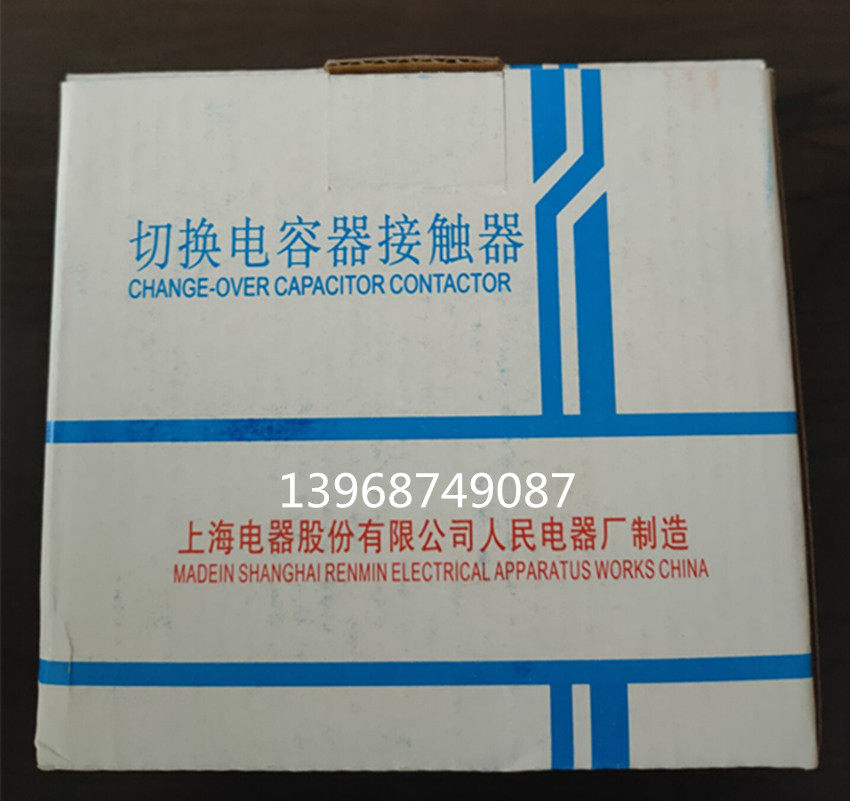 切换电容器接触器
CHANGE-OVER CAPACITOR CONTACTOR
13968749087
上海电器股份有限公司人民电器厂制造
MADEIN SHANGHAI RENMIN ELECTRICAL APPARATUS WORKS CHINA